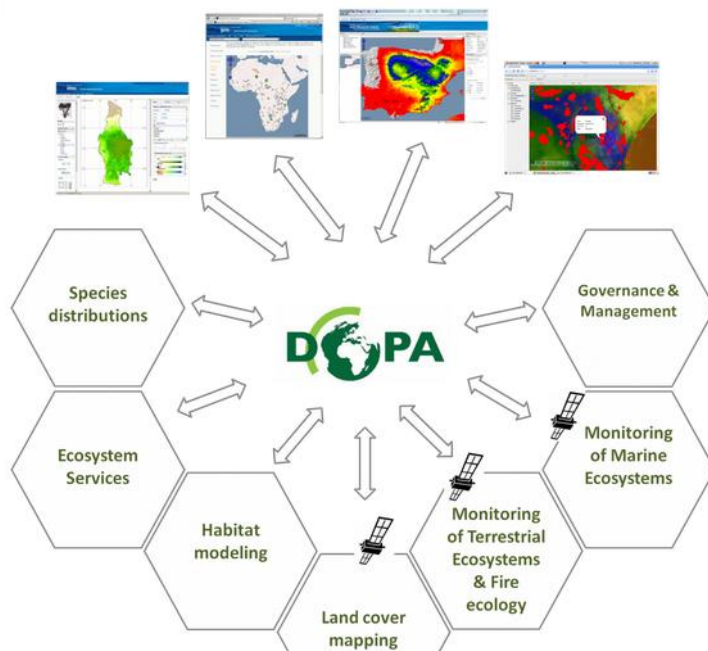 Species
distributions
DOPA
Governance &
Management
Ecosystem
Services
Monitoring
of Marine
Ecosystems
Habitat
modeling
Monitoring
of Terrestrial
Ecosystems
& Fire
ecology
Land cover
mapping